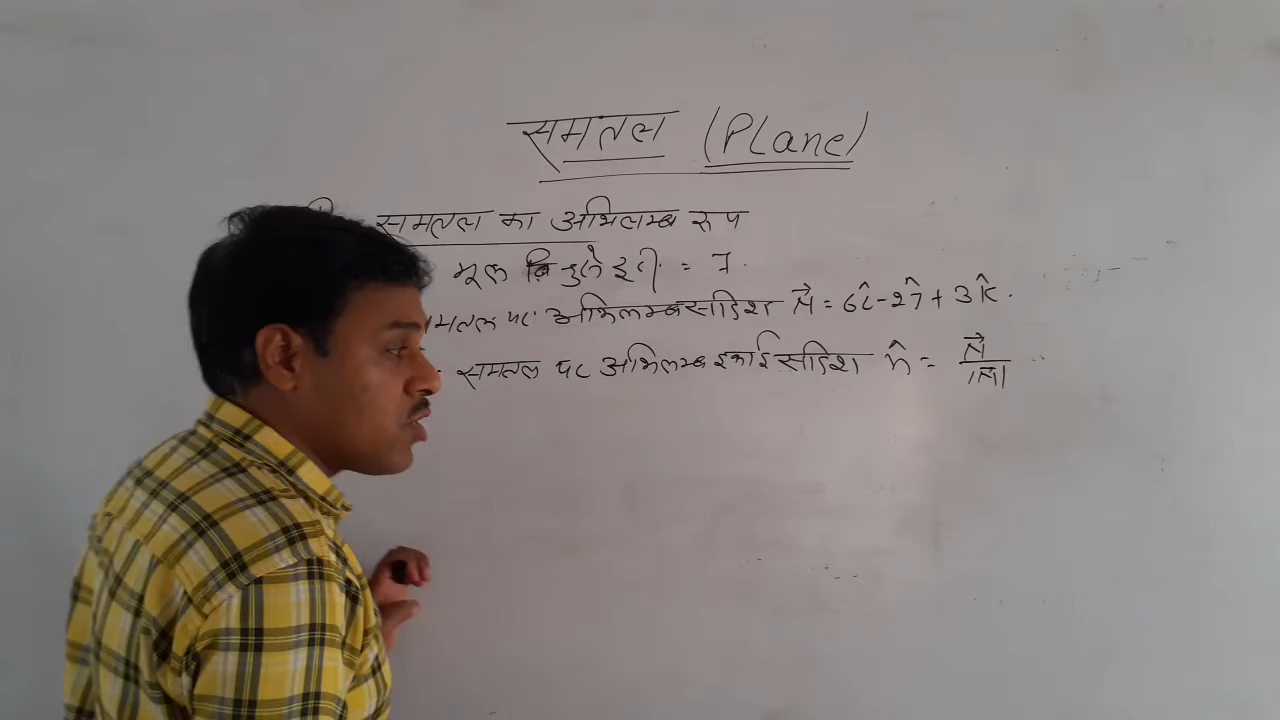 समतल (Plane)
समतल का अभिलम्ब रूप
मूल से दूरी = 7.
समतल पर अभिलम्ब सदिश N⃗ = 6î - 2ĵ + 3k̂.
समतल पर अभिलम्ब इकाई सदिश n̂ = N⃗ / |N⃗|